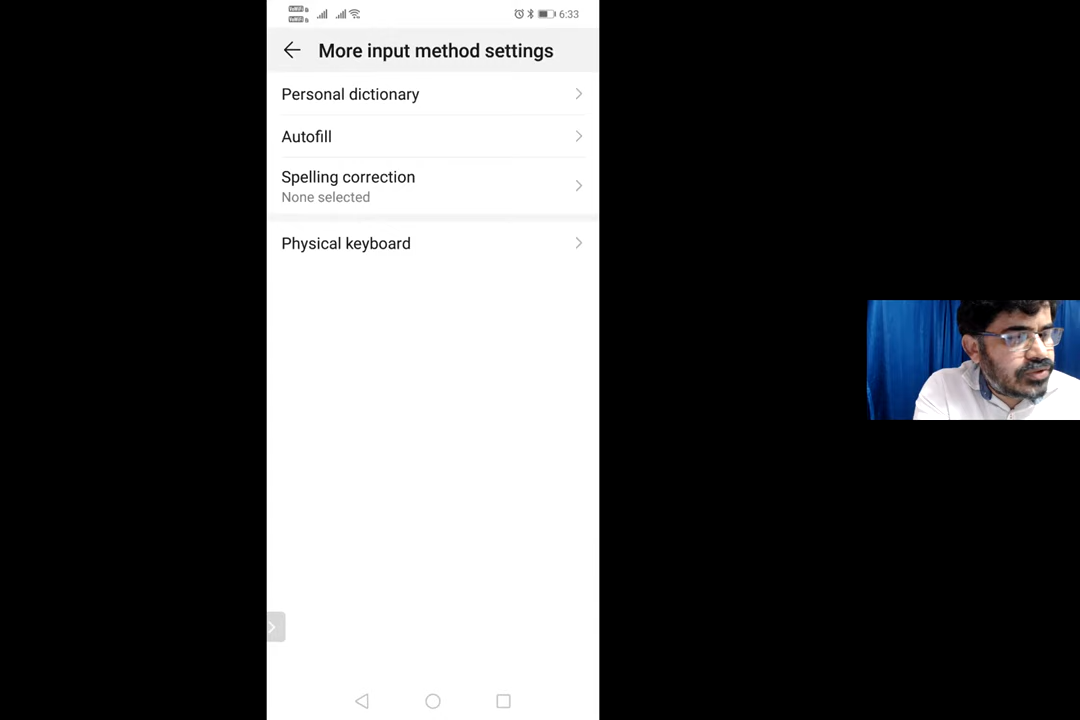 6:33
More input method settings
Personal dictionary
Autofill
Spelling correction
None selected
Physical keyboard